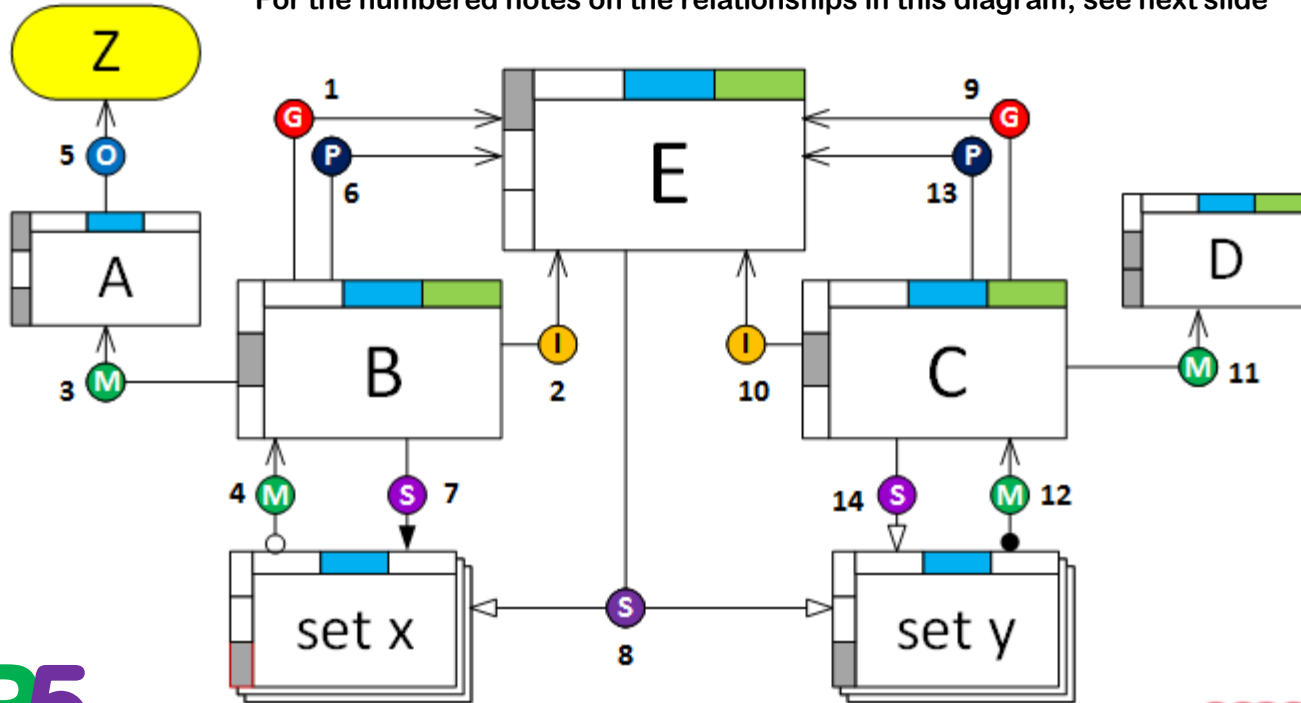 For the numbered notes on the relationships in this diagram, see next slide
Z
1
9
G
G
5
O
P
E
P
6
13
A
D
B
C
I
I
3
M
2
10
M
11
4
M
S
7
14
S
M
12
set x
S
set y
8